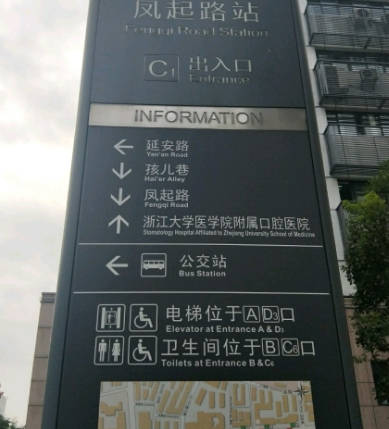 凤起路站
Fengqi Road Station
C1 出入口
Entrance
INFORMATION
← 延安路
Yan'an Road
↓ 孩儿巷
Hai'er Alley
↓ 凤起路
Fengqi Road
↑ 浙江大学医学院附属口腔医院
Stomatology Hospital Affiliated to Zhejiang University School of Medicine
← 公交站
Bus Station
电梯位于A D3口
Elevator at Entrance A & D3
卫生间位于B C6口
Toilets at Entrance B & C6